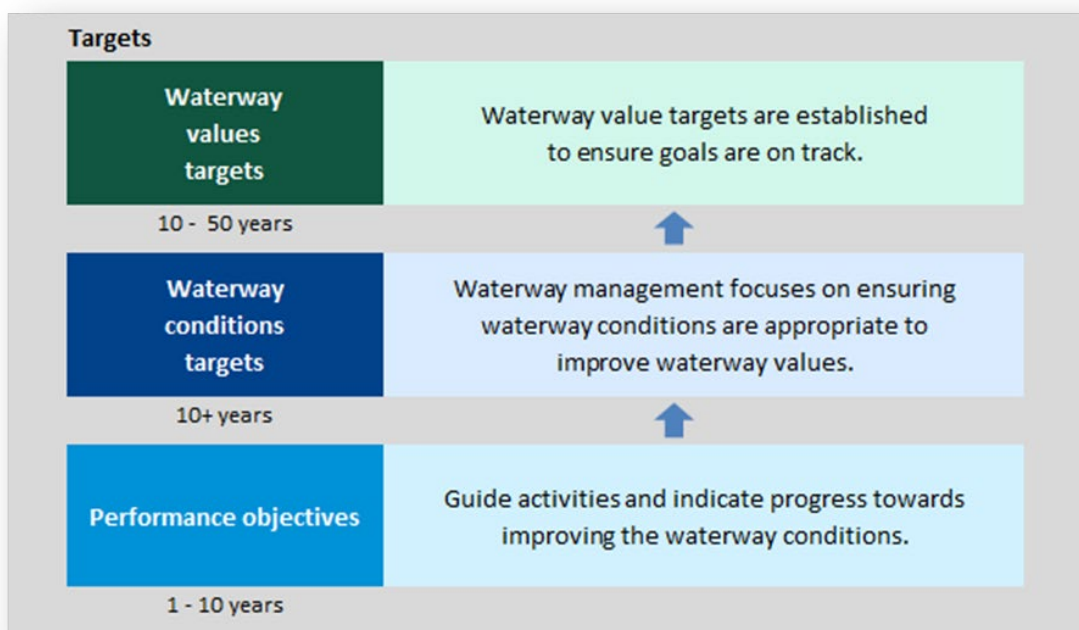 Targets
Waterway
values
targets
Waterway value targets are established
to ensure goals are on track.
10 - 50 years
Waterway
conditions
targets
Waterway management focuses on ensuring
waterway conditions are appropriate to
improve waterway values.
10+ years
Performance objectives
Guide activities and indicate progress towards
improving the waterway conditions.
1 - 10 years